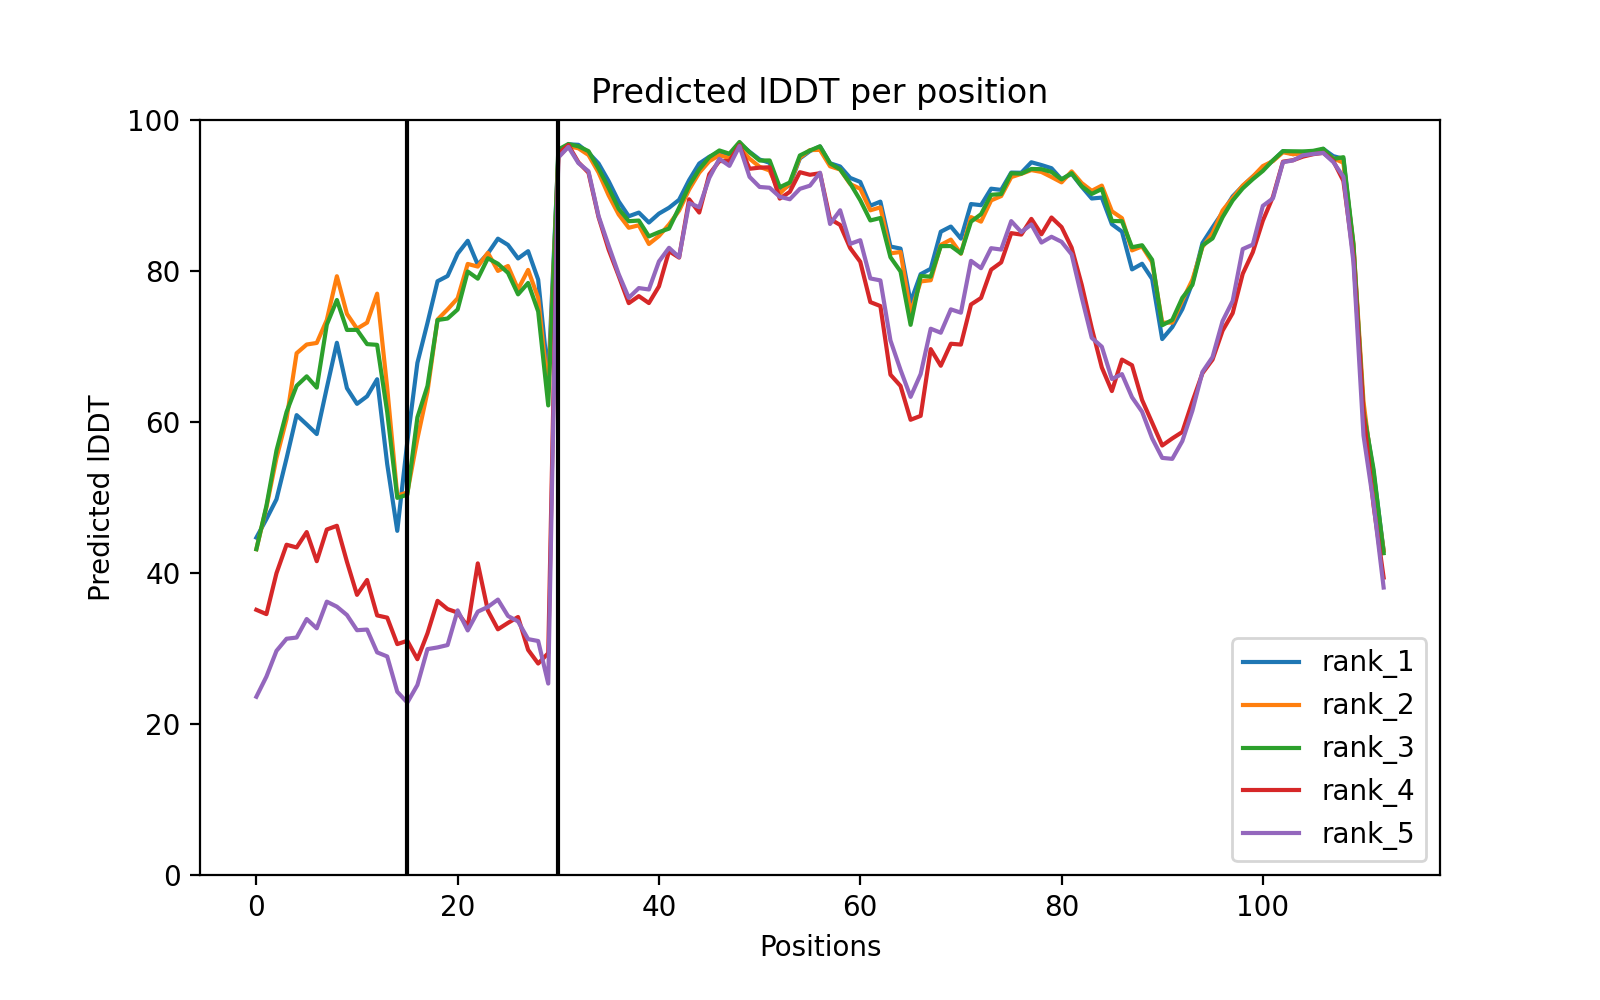 Predicted lDDT per position
Predicted lDDT
100
80
60
40
20
0
0 20 40 60 80 100
Positions
rank_1
rank_2
rank_3
rank_4
rank_5